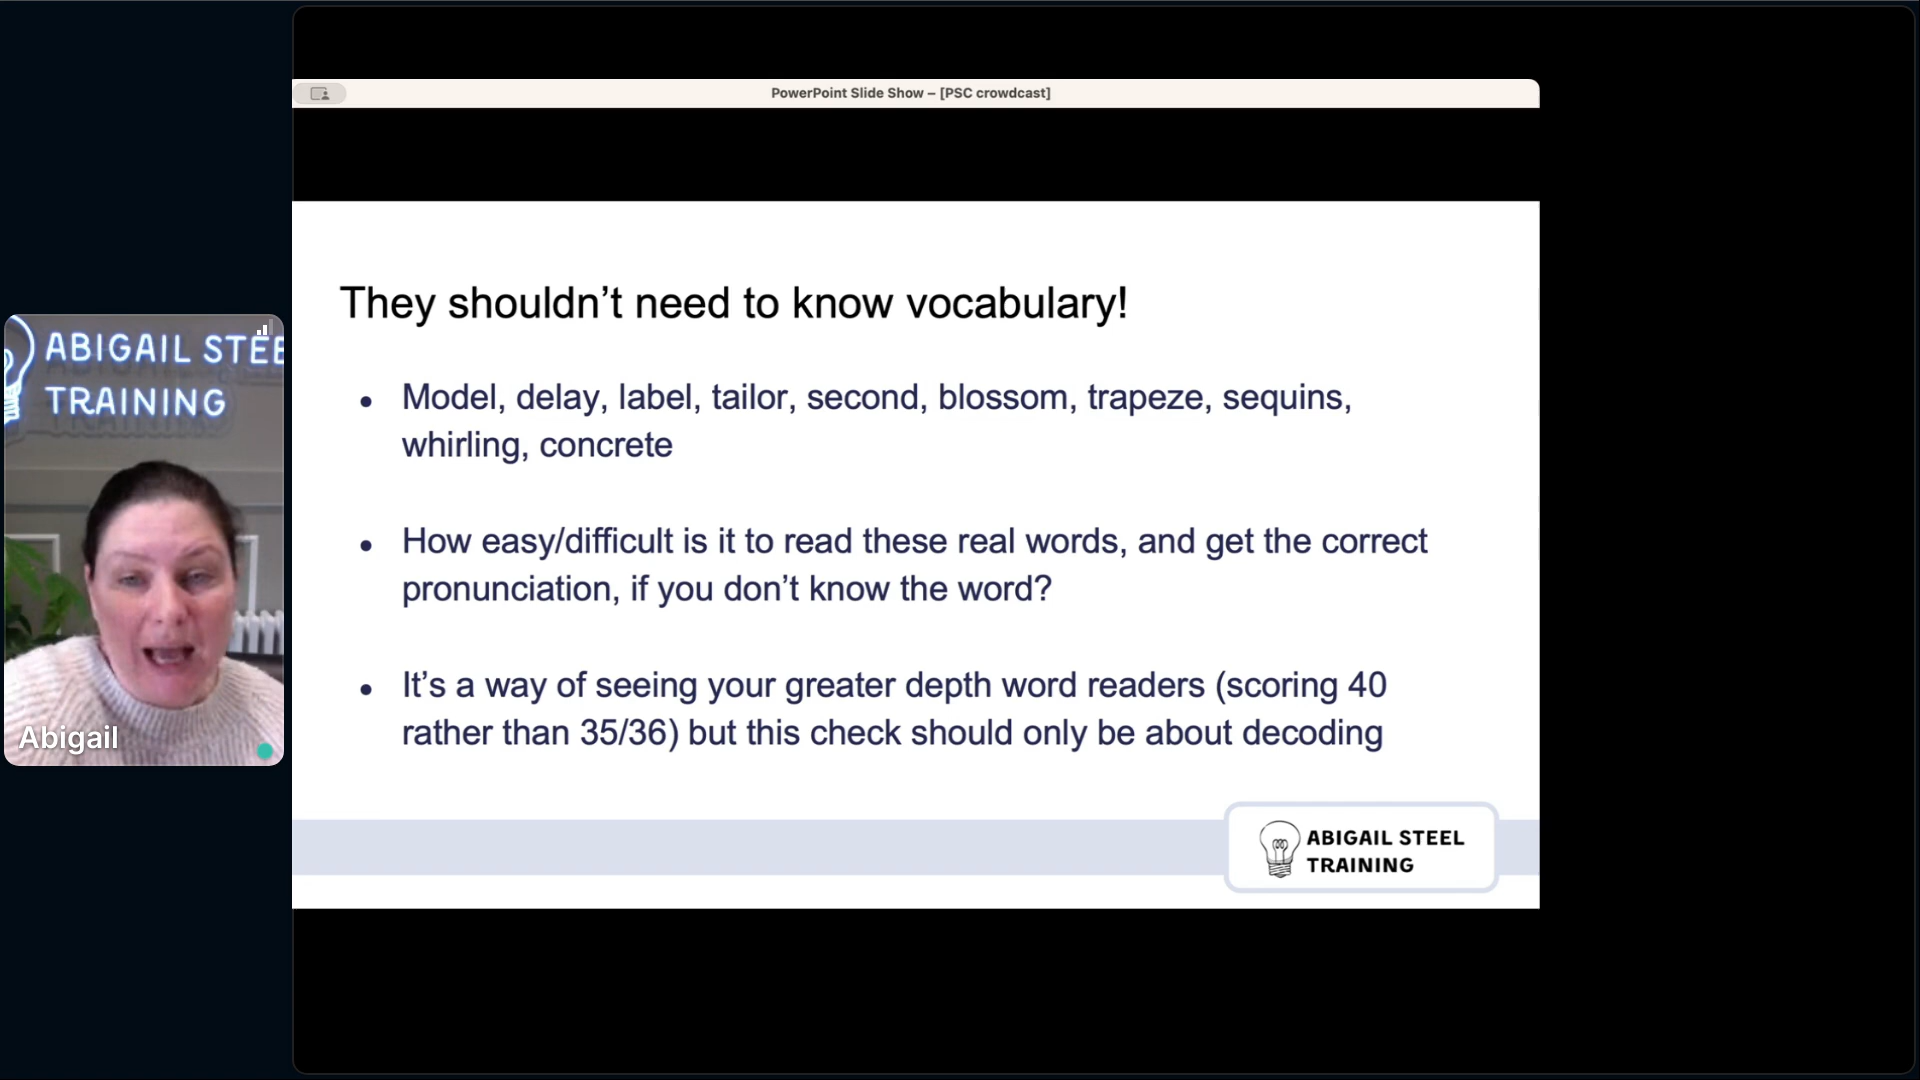 PowerPoint Slide Show – [PSC crowdcast]
They shouldn’t need to know vocabulary!
• Model, delay, label, tailor, second, blossom, trapeze, sequins,
whirling, concrete
• How easy/difficult is it to read these real words, and get the correct
pronunciation, if you don’t know the word?
• It’s a way of seeing your greater depth word readers (scoring 40
rather than 35/36) but this check should only be about decoding
ABIGAIL STEEL
TRAINING
ABIGAIL STEE
TRAINING
Abigail